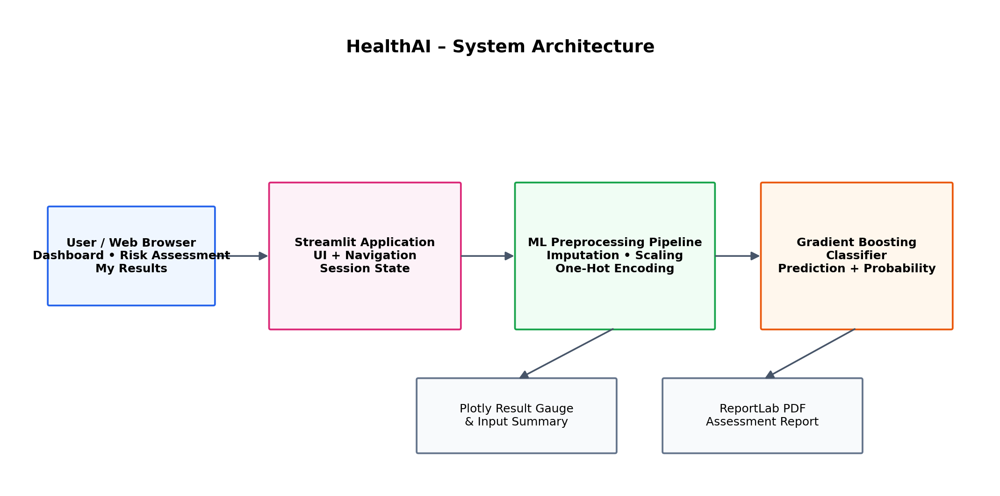 HealthAI – System Architecture
User / Web Browser
Dashboard • Risk Assessment
My Results
Streamlit Application
UI + Navigation
Session State
ML Preprocessing Pipeline
Imputation • Scaling
One-Hot Encoding
Gradient Boosting
Classifier
Prediction + Probability
Plotly Result Gauge
& Input Summary
ReportLab PDF
Assessment Report